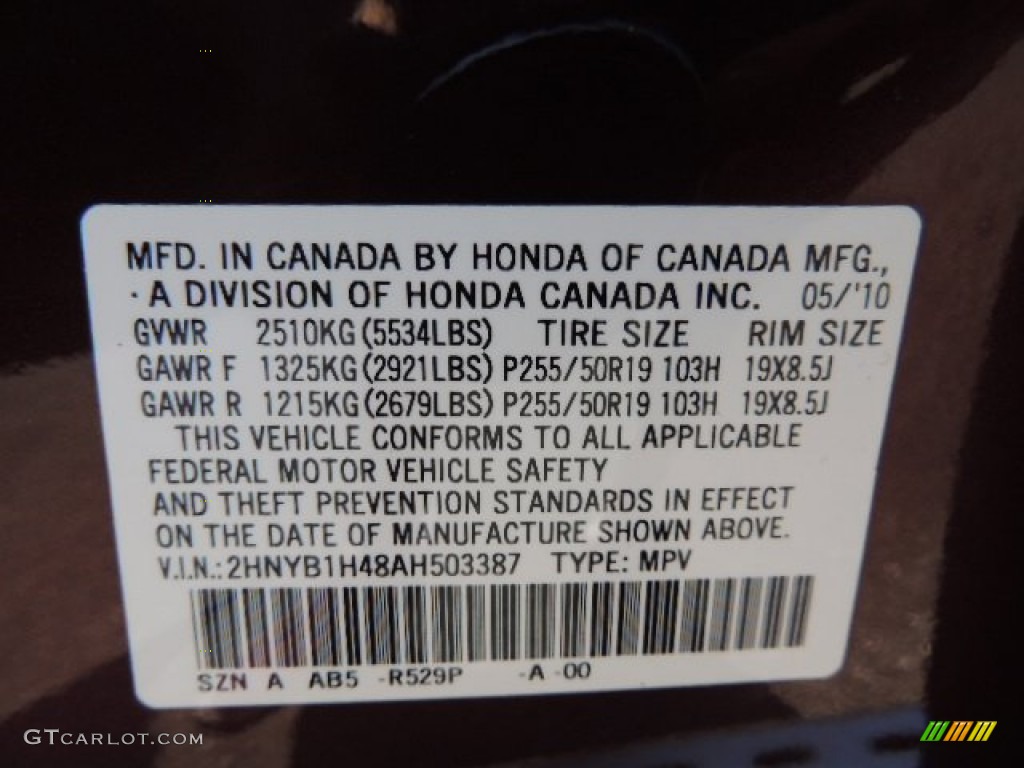 MFD. IN CANADA BY HONDA OF CANADA MFG.,
· A DIVISION OF HONDA CANADA INC. 05/'10
GVWR 2510KG (5534LBS) TIRE SIZE RIM SIZE
GAWR F 1325KG (2921LBS) P255/50R19 103H 19X8.5J
GAWR R 1215KG (2679LBS) P255/50R19 103H 19X8.5J
THIS VEHICLE CONFORMS TO ALL APPLICABLE
FEDERAL MOTOR VEHICLE SAFETY
AND THEFT PREVENTION STANDARDS IN EFFECT
ON THE DATE OF MANUFACTURE SHOWN ABOVE.
V.I.N.: 2HNYB1H48AH503387 TYPE: MPV
SZN A AB5 -R529P -A -00
GTCARLOT.COM